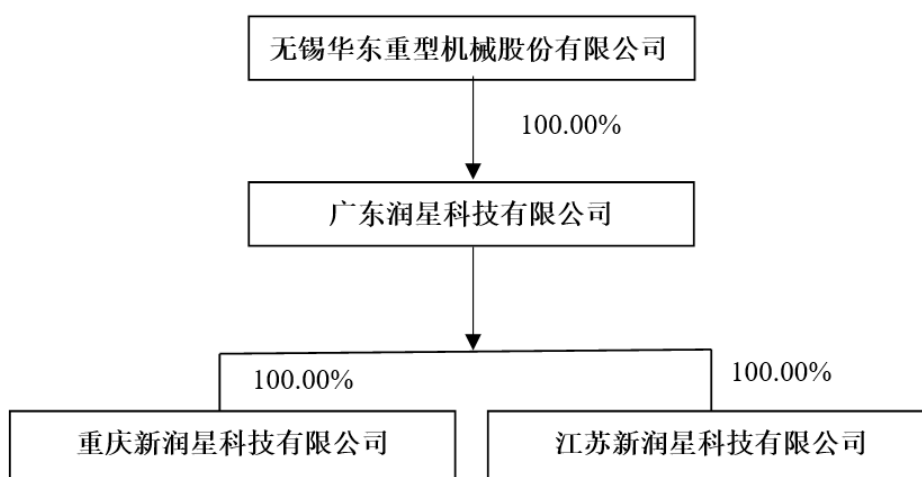 无锡华东重型机械股份有限公司
100.00%
广东润星科技有限公司
100.00%
100.00%
重庆新润星科技有限公司
江苏新润星科技有限公司